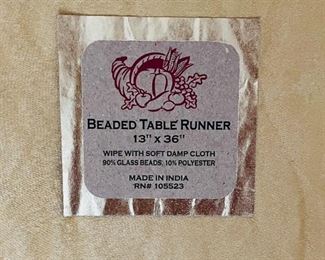 BEADED TABLE RUNNER
13" x 36"
WIPE WITH SOFT DAMP CLOTH
90% GLASS BEADS, 10% POLYESTER
MADE IN INDIA
RN# 105523